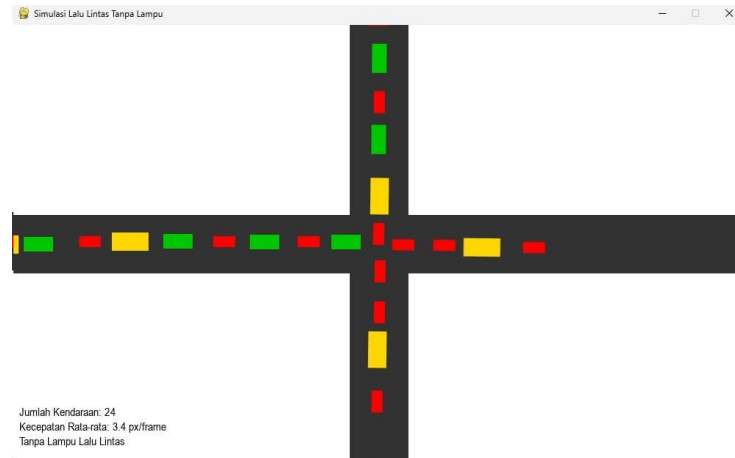 Simulasi Lalu Lintas Tanpa Lampu
Jumlah Kendaraan: 24
Kecepatan Rata-rata: 3.4 px/frame
Tanpa Lampu Lalu Lintas